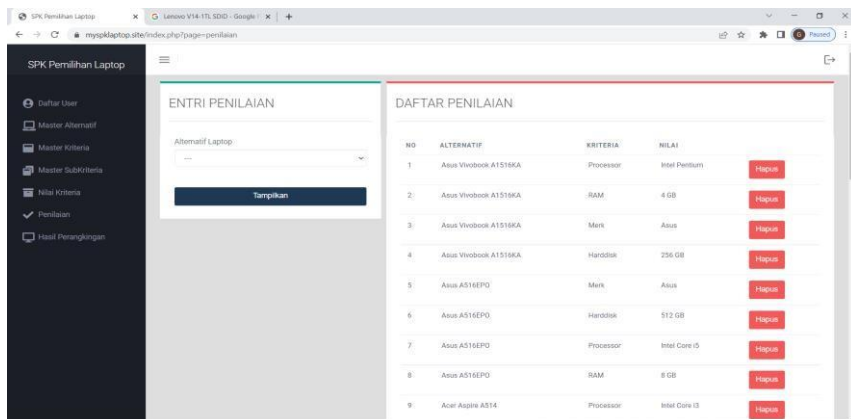 SPK Pemilihan Laptop
Lenovo V14-1TL SDID - Google
myspklaptop.site/index.php?page=penilaian
Paused
SPK Pemilihan Laptop
Daftar User
Master Alternatif
Master Kriteria
Master SubKriteria
Nilai Kriteria
Penilaian
Hasil Perangkingan
ENTRI PENILAIAN
Alternatif Laptop
---
Tampilkan
DAFTAR PENILAIAN
NO ALTERNATIF KRITERIA NILAI
1 Asus Vivobook A1516KA Processor Intel Pentium Hapus
2 Asus Vivobook A1516KA RAM 4 GB Hapus
3 Asus Vivobook A1516KA Merk Asus Hapus
4 Asus Vivobook A1516KA Harddisk 256 GB Hapus
5 Asus A516EPO Merk Asus Hapus
6 Asus A516EPO Harddisk 512 GB Hapus
7 Asus A516EPO Processor Intel Core i5 Hapus
8 Asus A516EPO RAM 8 GB Hapus
9 Acer Aspire A514 Processor Intel Core i3 Hapus